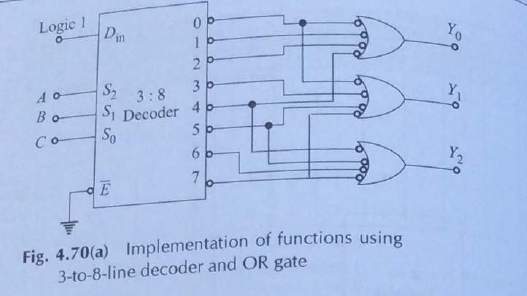 Logic 1
D_in
0
1
2
3
4
5
6
7
A
B
C
S₂
S₁
S₀
3 : 8
Decoder
E̅
Y₀
Y₁
Y₂
Fig. 4.70(a) Implementation of functions using
3-to-8-line decoder and OR gate